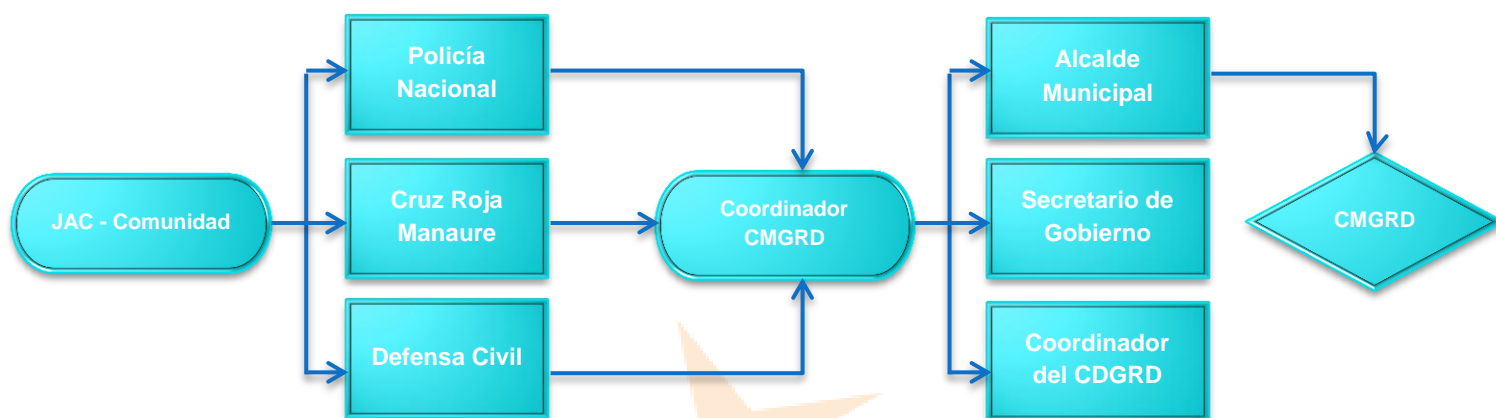 JAC - Comunidad
Policía
Nacional
Cruz Roja
Manaure
Defensa Civil
Coordinador
CMGRD
Alcalde
Municipal
Secretario de
Gobierno
Coordinador
del CDGRD
CMGRD